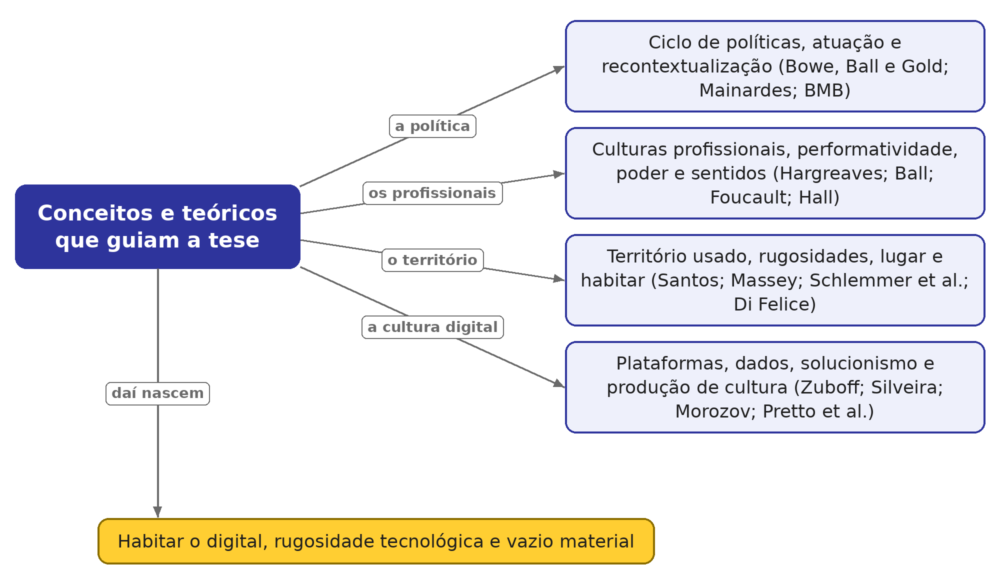 Conceitos e teóricos
que guiam a tese
a política
Ciclo de políticas, atuação e
recontextualização (Bowe, Ball e Gold;
Mainardes; BMB)
os profissionais
Culturas profissionais, performatividade,
poder e sentidos (Hargreaves; Ball;
Foucault; Hall)
o território
Território usado, rugosidades, lugar e
habitar (Santos; Massey; Schlemmer et al.;
Di Felice)
a cultura digital
Plataformas, dados, solucionismo e
produção de cultura (Zuboff; Silveira;
Morozov; Pretto et al.)
daí nascem
Habitar o digital, rugosidade tecnológica e vazio material